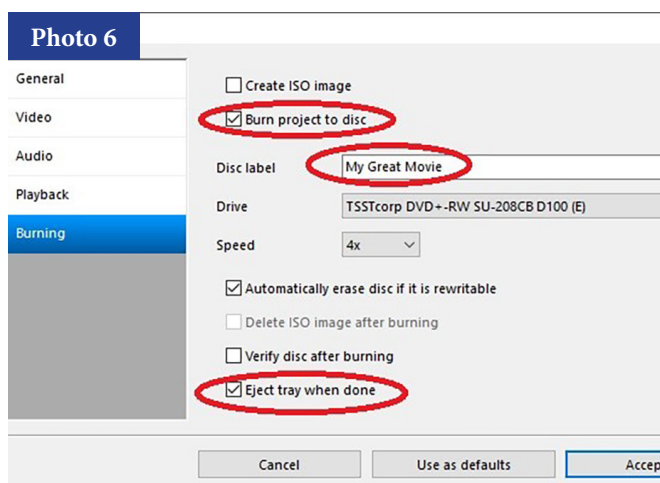 Photo 6
General
Video
Audio
Playback
Burning
Create ISO image
Burn project to disc
Disc label My Great Movie
Drive TSSTcorp DVD+-RW SU-208CB D100 (E)
Speed 4x
Automatically erase disc if it is rewritable
Delete ISO image after burning
Verify disc after burning
Eject tray when done
Cancel Use as defaults Accep